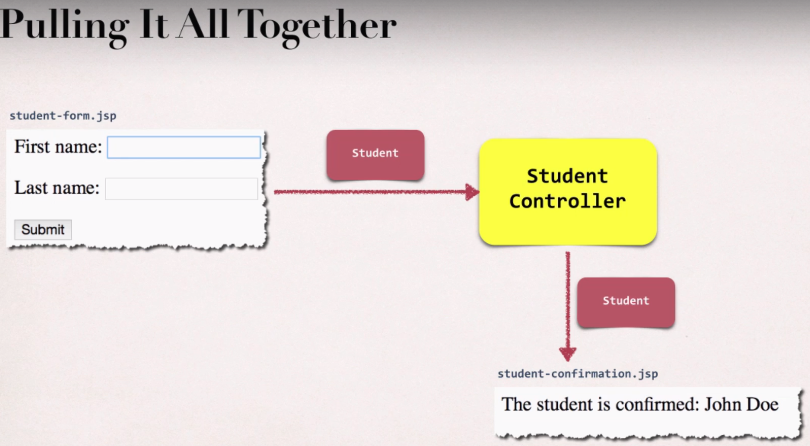 Pulling It All Together
student-form.jsp
First name:
Last name:
Submit
Student
Student
Controller
Student
student-confirmation.jsp
The student is confirmed: John Doe